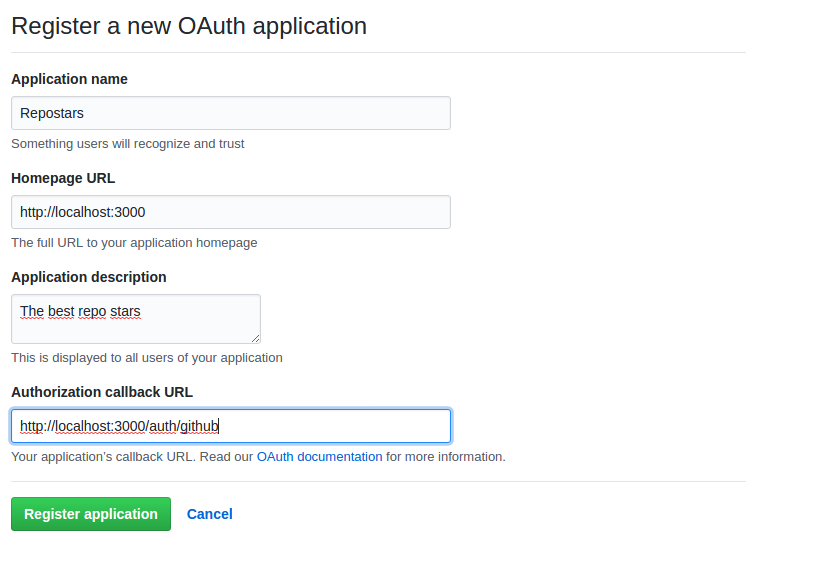 Register a new OAuth application
Application name
Repostars
Something users will recognize and trust
Homepage URL
http://localhost:3000
The full URL to your application homepage
Application description
The best repo stars
This is displayed to all users of your application
Authorization callback URL
http://localhost:3000/auth/github
Your application’s callback URL. Read our OAuth documentation for more information.
Register application Cancel